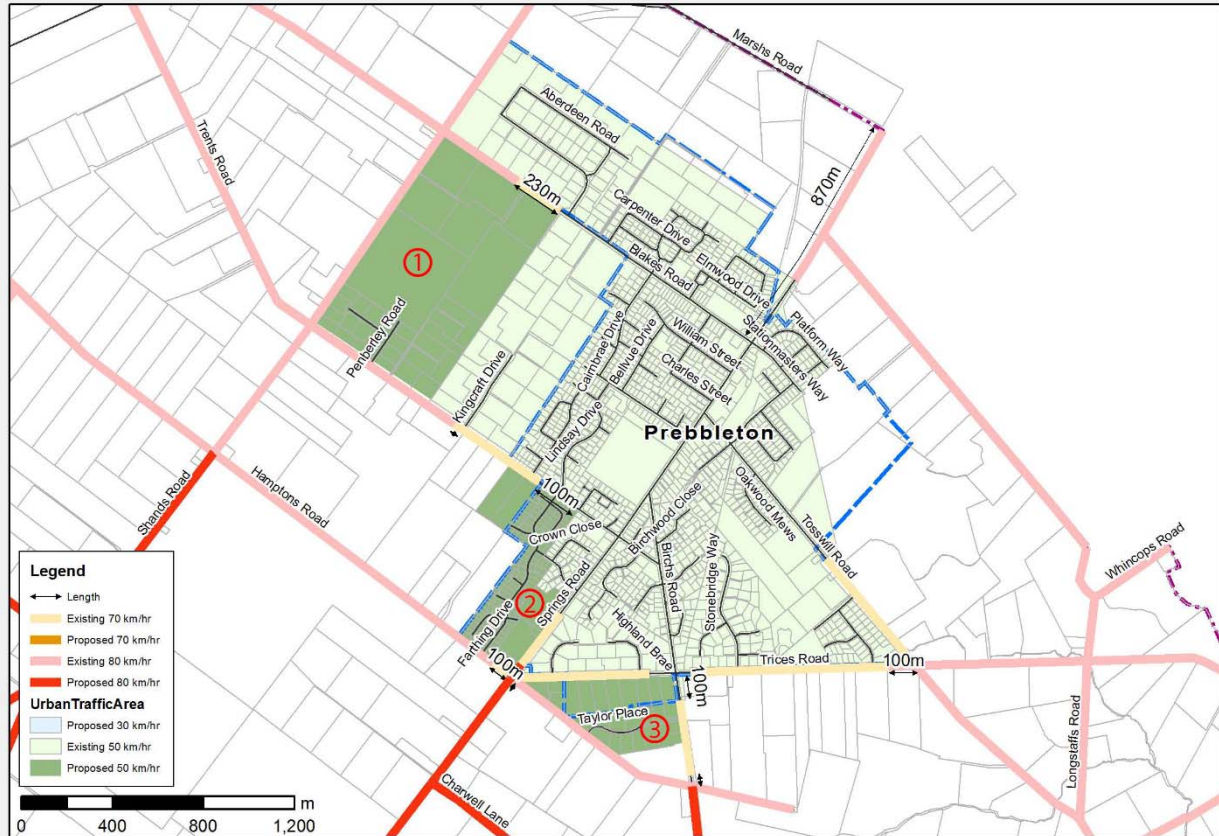 Marshs Road
Trents Road
Aberdeen Road
870m
230m
Carpenter Drive
①
Blakes Road
Elmwood Drive
Platform Way
Stationmasters Way
William Street
Cairnbrae Drive
Bellvue Drive
Charles Street
Penberley Road
Kingcraft Drive
Lindsay Drive
Prebbleton
Hamptons Road
Shands Road
100m
Crown Close
Birchwood Close
Oakwood Mews
Tosswill Road
Whincops Road
②
Springs Road
Birchs Road
Stonebridge Way
Farthing Drive
Highland Brae
100m
100m
Trices Road
100m
Taylor Place
③
Longstaffs Road
Charwell Lane
Legend
Length
Existing 70 km/hr
Proposed 70 km/hr
Existing 80 km/hr
Proposed 80 km/hr
UrbanTrafficArea
Proposed 30 km/hr
Existing 50 km/hr
Proposed 50 km/hr
m
0 400 800 1,200